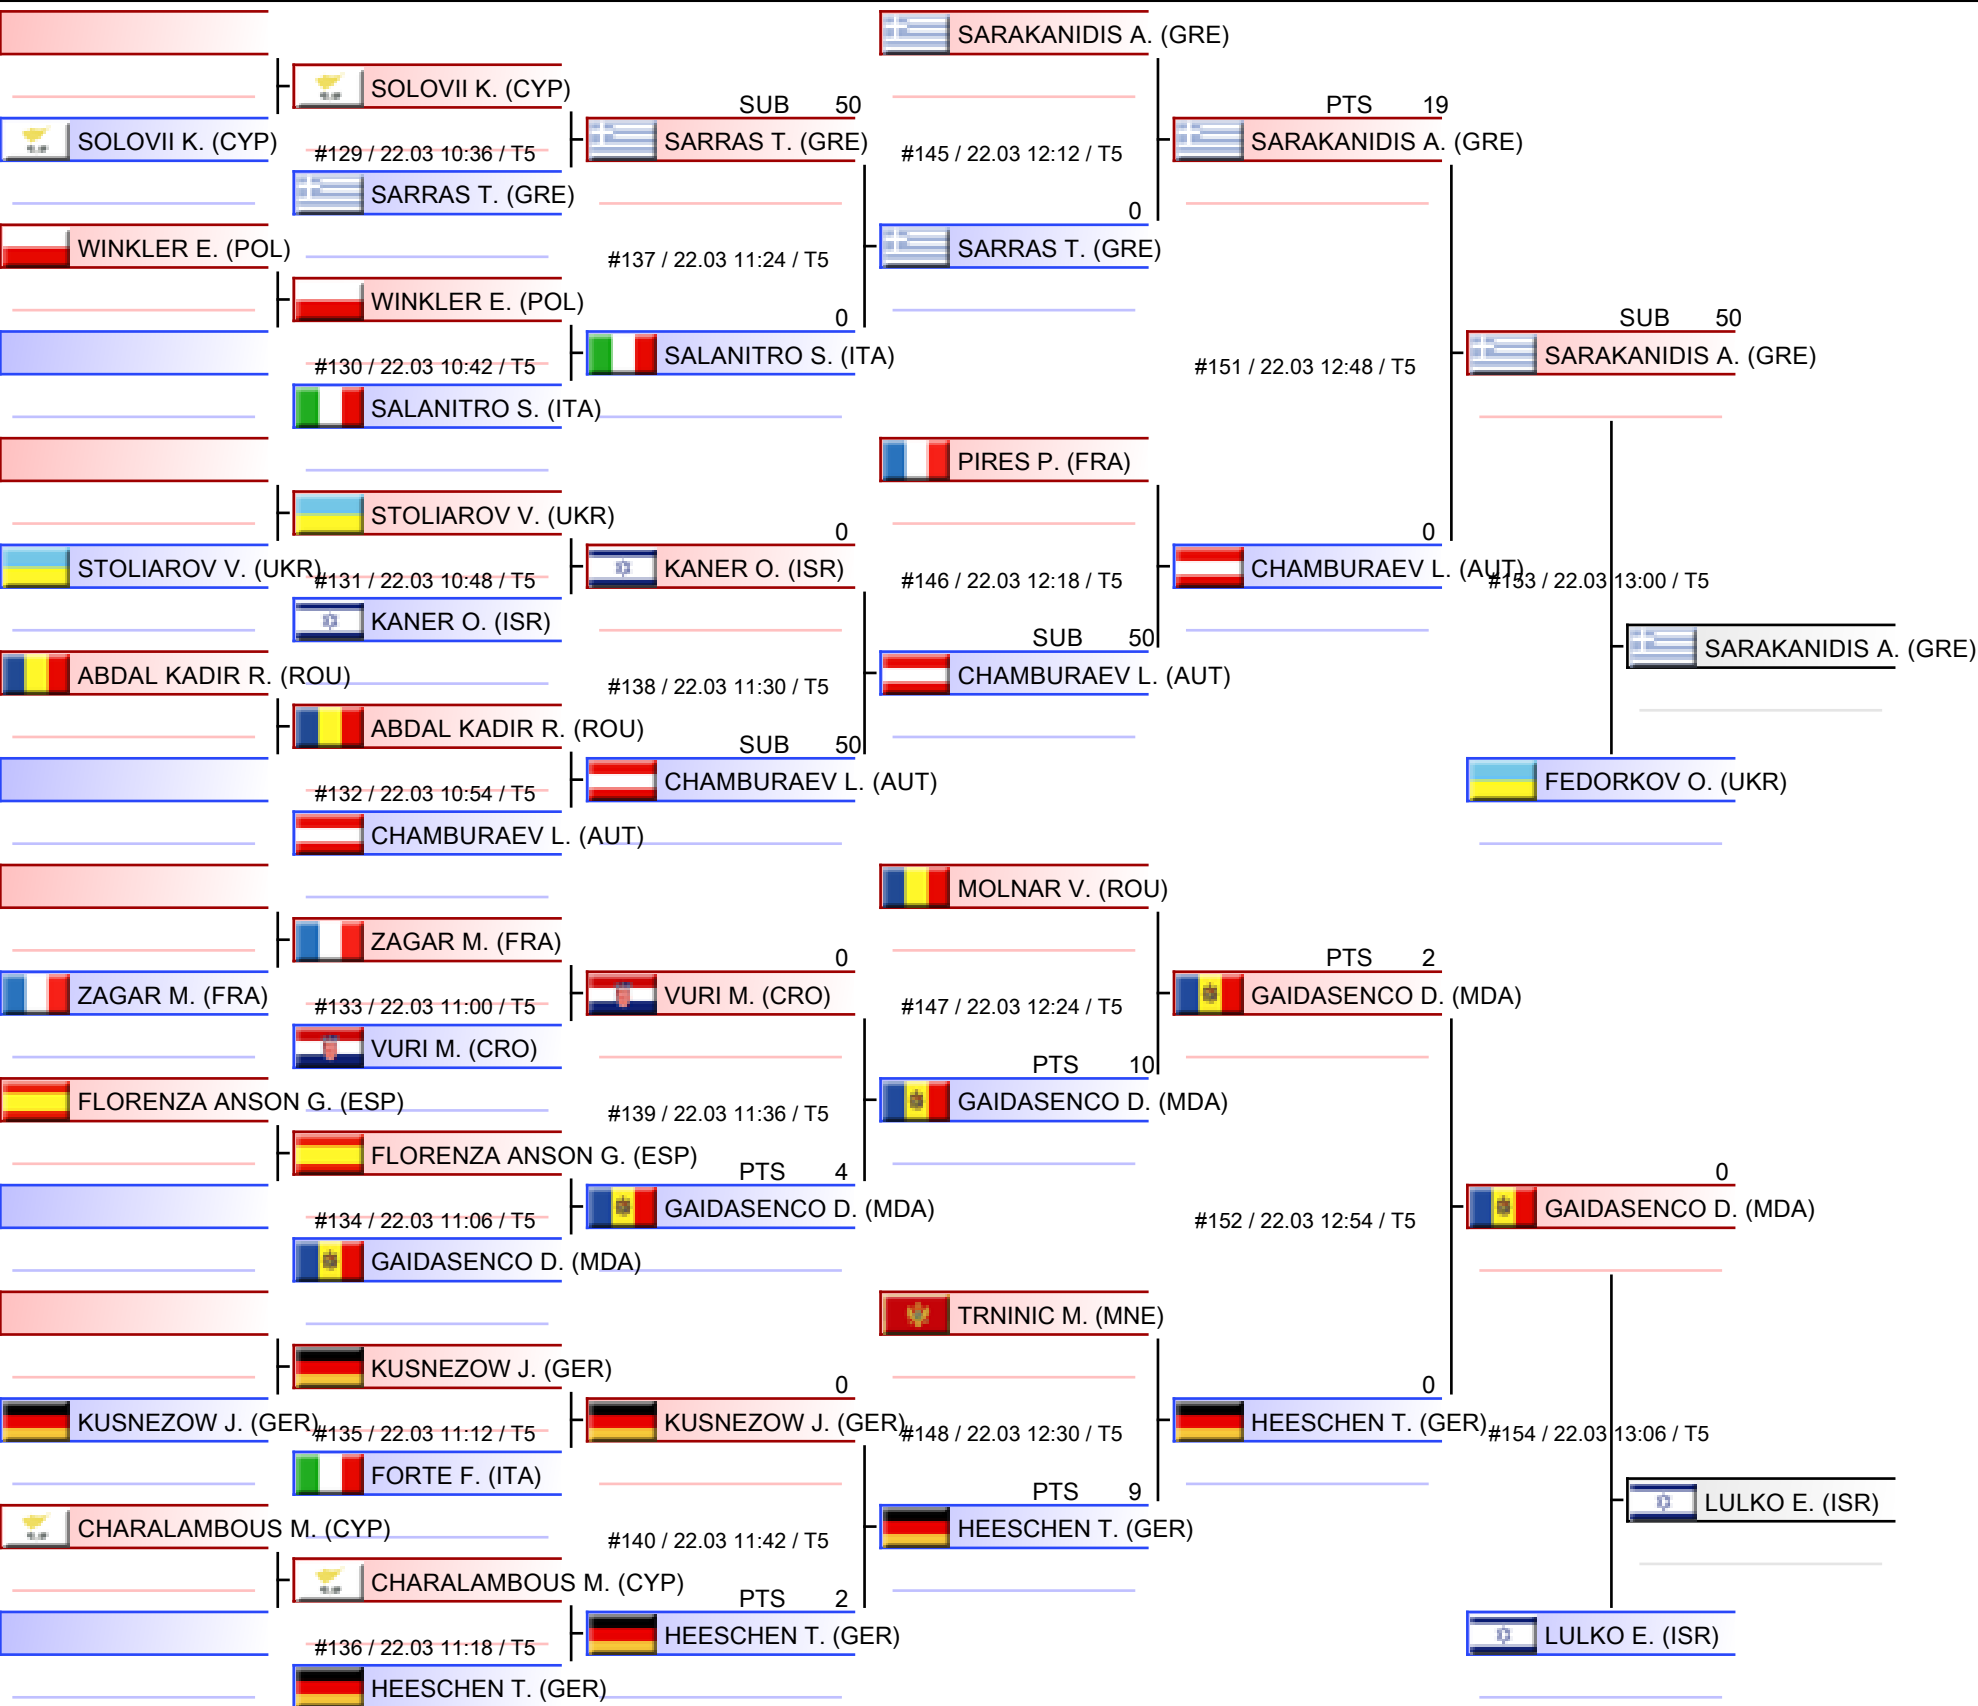 SARAKANIDIS A. (GRE)
SOLOVII K. (CYP)
SUB 50
PTS 19
SOLOVII K. (CYP)
#129 / 22.03 10:36 / T5
SARRAS T. (GRE)
#145 / 22.03 12:12 / T5
SARAKANIDIS A. (GRE)
SARRAS T. (GRE)
0
WINKLER E. (POL)
#137 / 22.03 11:24 / T5
SARRAS T. (GRE)
WINKLER E. (POL)
0
SUB 50
#130 / 22.03 10:42 / T5
SALANITRO S. (ITA)
#151 / 22.03 12:48 / T5
SARAKANIDIS A. (GRE)
SALANITRO S. (ITA)
PIRES P. (FRA)
STOLIAROV V. (UKR)
0
0
STOLIAROV V. (UKR)
#131 / 22.03 10:48 / T5
KANER O. (ISR)
#146 / 22.03 12:18 / T5
CHAMBURAEV L. (AUT)
#153 / 22.03 13:00 / T5
KANER O. (ISR)
SUB 50
SARAKANIDIS A. (GRE)
ABDAL KADIR R. (ROU)
#138 / 22.03 11:30 / T5
CHAMBURAEV L. (AUT)
ABDAL KADIR R. (ROU)
SUB 50
#132 / 22.03 10:54 / T5
CHAMBURAEV L. (AUT)
FEDORKOV O. (UKR)
CHAMBURAEV L. (AUT)
MOLNAR V. (ROU)
ZAGAR M. (FRA)
0
PTS 2
ZAGAR M. (FRA)
#133 / 22.03 11:00 / T5
VURI M. (CRO)
#147 / 22.03 12:24 / T5
GAIDASENCO D. (MDA)
VURI M. (CRO)
PTS 10
FLORENZA ANSON G. (ESP)
#139 / 22.03 11:36 / T5
GAIDASENCO D. (MDA)
FLORENZA ANSON G. (ESP)
PTS 4
0
#134 / 22.03 11:06 / T5
GAIDASENCO D. (MDA)
#152 / 22.03 12:54 / T5
GAIDASENCO D. (MDA)
GAIDASENCO D. (MDA)
TRNINIC M. (MNE)
KUSNEZOW J. (GER)
0
0
KUSNEZOW J. (GER)
#135 / 22.03 11:12 / T5
KUSNEZOW J. (GER)
#148 / 22.03 12:30 / T5
HEESCHEN T. (GER)
#154 / 22.03 13:06 / T5
FORTE F. (ITA)
PTS 9
LULKO E. (ISR)
CHARALAMBOUS M. (CYP)
#140 / 22.03 11:42 / T5
HEESCHEN T. (GER)
CHARALAMBOUS M. (CYP)
PTS 2
#136 / 22.03 11:18 / T5
HEESCHEN T. (GER)
LULKO E. (ISR)
HEESCHEN T. (GER)